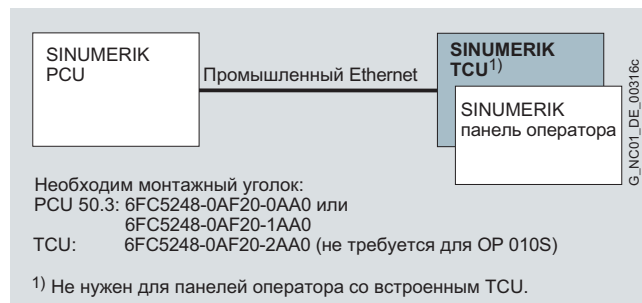 SINUMERIK
PCU
Промышленный Ethernet
SINUMERIK
TCU1)
SINUMERIK
панель оператора
G_NC01_DE_00316c
Необходим монтажный уголок:
PCU 50.3: 6FC5248-0AF20-0AA0 или
6FC5248-0AF20-1AA0
TCU: 6FC5248-0AF20-2AA0 (не требуется для OP 010S)
1) Не нужен для панелей оператора со встроенным TCU.